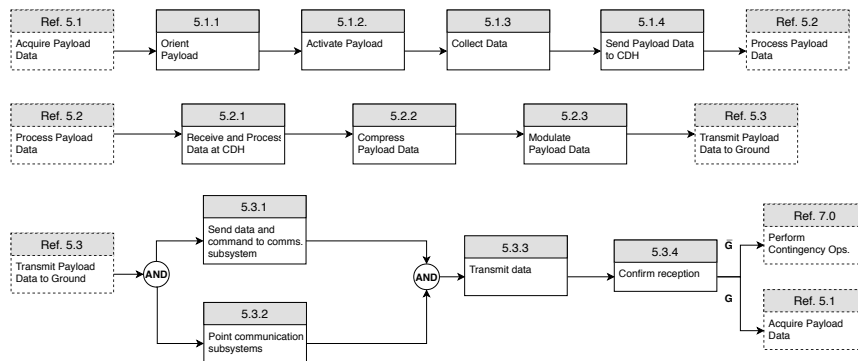 Ref. 5.1
Acquire Payload
Data
5.1.1
Orient
Payload
5.1.2.
Activate Payload
5.1.3
Collect Data
5.1.4
Send Payload Data
to CDH
Ref. 5.2
Process Payload
Data
Ref. 5.2
Process Payload
Data
5.2.1
Receive and Process
Data at CDH
5.2.2
Compress
Payload Data
5.2.3
Modulate
Payload Data
Ref. 5.3
Transmit Payload
Data to Ground
Ref. 5.3
Transmit Payload
Data to Ground
AND
5.3.1
Send data and
command to comms.
subsystem
5.3.2
Point communication
subsystems
AND
5.3.3
Transmit data
5.3.4
Confirm reception
G̅
G
Ref. 7.0
Perform
Contingency Ops.
Ref. 5.1
Acquire Payload
Data